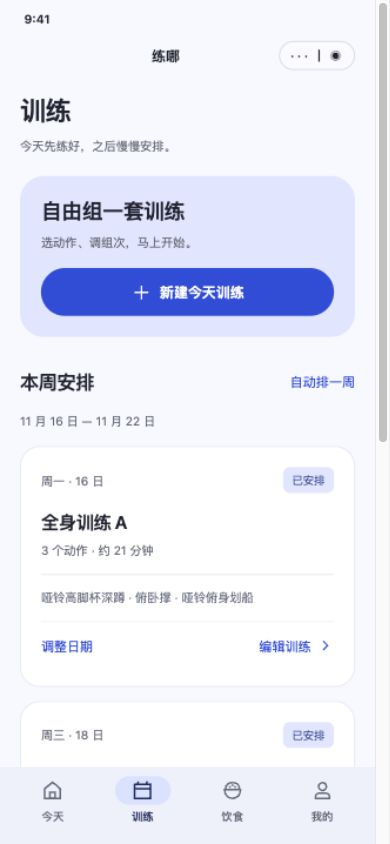 9:41
练哪
训练
今天先练好，之后慢慢安排。
自由组一套训练
选动作、调组次，马上开始。
新建今天训练
本周安排
自动排一周
11 月 16 日 — 11 月 22 日
周一 · 16 日
已安排
全身训练 A
3 个动作 · 约 21 分钟
哑铃高脚杯深蹲 · 俯卧撑 · 哑铃俯身划船
调整日期
编辑训练
周三 · 18 日
已安排
今天
训练
饮食
我的